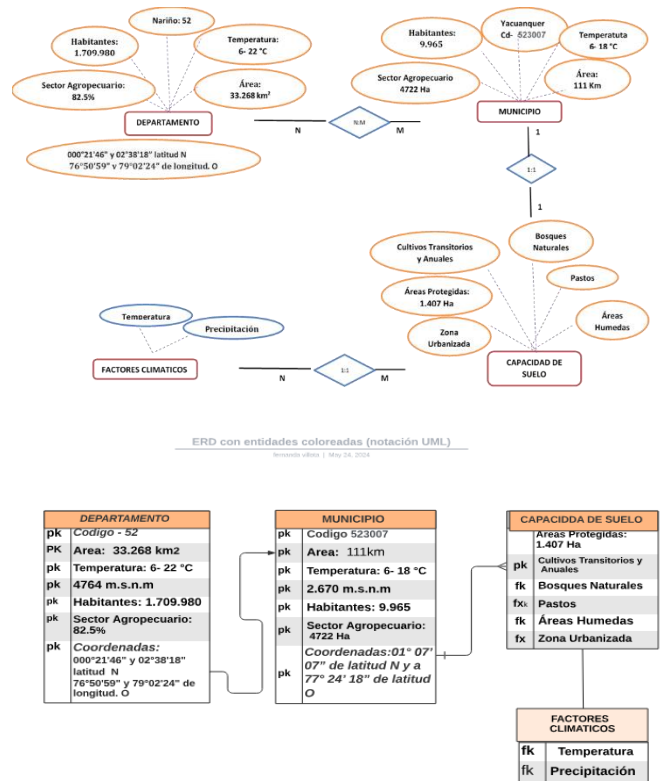 Nariño: 52
Habitantes:
1.709.980
Temperatura:
6- 22 °C
Sector Agropecuario:
82.5%
Área:
33.268 km²
DEPARTAMENTO
000°21'46" y 02°38'18" latitud N
76°50'59" y 79°02'24" de longitud. O
N
N:M
M
Yacuanquer
Cd- 523007
Habitantes:
9.965
Temperatuta
6- 18 °C
Sector Agropecuario
4722 Ha
Área:
111 Km
MUNICIPIO
1
1:1
1
Cultivos Transitorios
y Anuales
Bosques
Naturales
Pastos
Áreas Protegidas:
1.407 Ha
Áreas
Humedas
Zona
Urbanizada
CAPACIDAD DE
SUELO
Temperatura
Precipitación
FACTORES CLIMATICOS
N
1:1
M
ERD con entidades coloreadas (notación UML)
fernanda villota | May 24, 2024
DEPARTAMENTO
pk Codigo - 52
PK Area: 33.268 km2
pk Temperatura: 6- 22 °C
pk 4764 m.s.n.m
pk Habitantes: 1.709.980
pk Sector Agropecuario:
82.5%
pk Coordenadas:
000°21'46" y 02°38'18"
latitud N
76°50'59" y 79°02'24" de
longitud. O
MUNICIPIO
pk Codigo 523007
pk Area: 111km
pk Temperatura: 6- 18 °C
pk 2.670 m.s.n.m
pk Habitantes: 9.965
pk Sector Agropecuario:
4722 Ha
pk Coordenadas:01° 07'
07" de latitud N y a
77° 24' 18" de latitud
O
CAPACIDDA DE SUELO
Areas Protegidas:
1.407 Ha
pk Cultivos Transitorios y
Anuales
fk Bosques Naturales
fxk Pastos
fk Áreas Humedas
fx Zona Urbanizada
FACTORES
CLIMATICOS
fk Temperatura
fk Precipitación